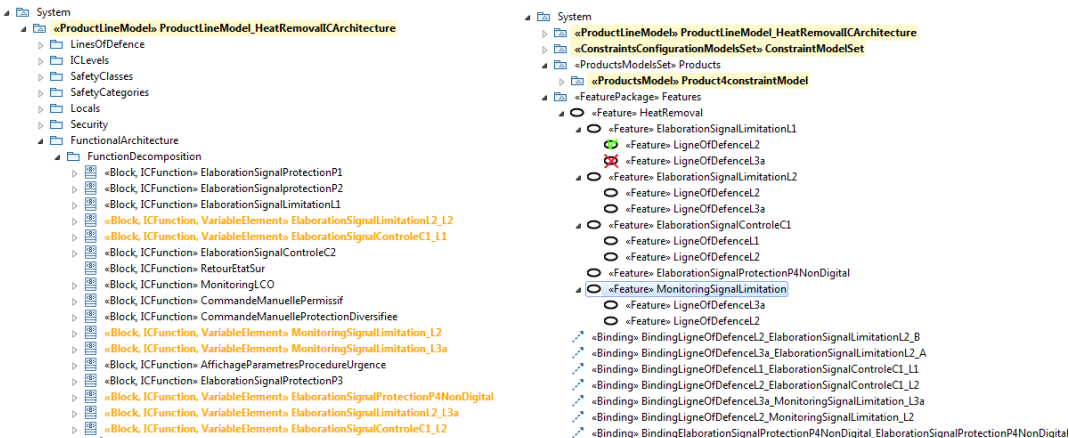 System
«ProductLineModel» ProductLineModel_HeatRemovalICArchitecture
LinesOfDefence
ICLevels
SafetyClasses
SafetyCategories
Locals
Security
FunctionalArchitecture
FunctionDecomposition
«Block, ICFunction» ElaborationSignalProtectionP1
«Block, ICFunction» ElaborationSignalprotectionP2
«Block, ICFunction» ElaborationSignalLimitationL1
«Block, ICFunction, VariableElement» ElaborationSignalLimitationL2_L2
«Block, ICFunction, VariableElement» ElaborationSignalControleC1_L1
«Block, ICFunction» ElaborationSignalControleC2
«Block, ICFunction» RetourEtatSur
«Block, ICFunction» MonitoringLCO
«Block, ICFunction» CommandeManuellePermissif
«Block, ICFunction» CommandeManuelleProtectionDiversifiee
«Block, ICFunction, VariableElement» MonitoringSignalLimitation_L2
«Block, ICFunction, VariableElement» MonitoringSignalLimitation_L3a
«Block, ICFunction» AffichageParametresProcedureUrgence
«Block, ICFunction» ElaborationSignalProtectionP3
«Block, ICFunction, VariableElement» ElaborationSignalProtectionP4NonDigital
«Block, ICFunction, VariableElement» ElaborationSignalLimitationL2_L3a
«Block, ICFunction, VariableElement» ElaborationSignalControleC1_L2
System
«ProductLineModel» ProductLineModel_HeatRemovalICArchitecture
«ConstraintsConfigurationModelsSet» ConstraintModelSet
«ProductsModelsSet» Products
«ProductsModel» Product4constraintModel
«FeaturePackage» Features
«Feature» HeatRemoval
«Feature» ElaborationSignalLimitationL1
«Feature» LigneOfDefenceL2
«Feature» LigneOfDefenceL3a
«Feature» ElaborationSignalLimitationL2
«Feature» LigneOfDefenceL2
«Feature» LigneOfDefenceL3a
«Feature» ElaborationSignalControleC1
«Feature» LigneOfDefenceL1
«Feature» LigneOfDefenceL2
«Feature» ElaborationSignalProtectionP4NonDigital
«Feature» MonitoringSignalLimitation
«Feature» LigneOfDefenceL3a
«Feature» LigneOfDefenceL2
«Binding» BindingLigneOfDefenceL2_ElaborationSignalLimitationL2_B
«Binding» BindingLigneOfDefenceL3a_ElaborationSignalLimitationL2_A
«Binding» BindingLigneOfDefenceL1_ElaborationSignalControleC1_L1
«Binding» BindingLigneOfDefenceL2_ElaborationSignalControleC1_L2
«Binding» BindingLigneOfDefenceL3a_MonitoringSignalLimitation_L3a
«Binding» BindingLigneOfDefenceL2_MonitoringSignalLimitation_L2
«Binding» BindingElaborationSignalProtectionP4NonDigital_ElaborationSignalProtectionP4NonDigital